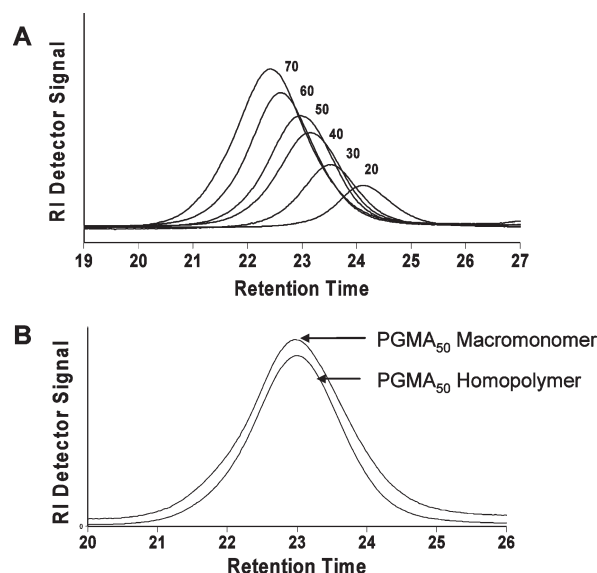 A
RI Detector Signal
70
60
50
40
30
20
19 20 21 22 23 24 25 26 27
Retention Time
B
RI Detector Signal
PGMA₅₀ Macromonomer
PGMA₅₀ Homopolymer
0
20 21 22 23 24 25 26
Retention Time